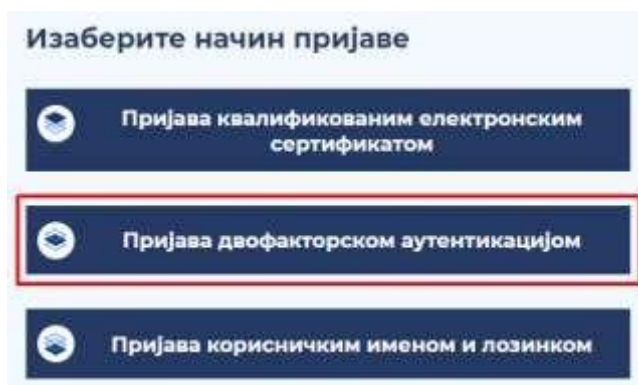 Изаберите начин пријаве
Пријава квалификованим електронским
сертификатом
Пријава двофакторском аутентикацијом
Пријава корисничким именом и лозинком